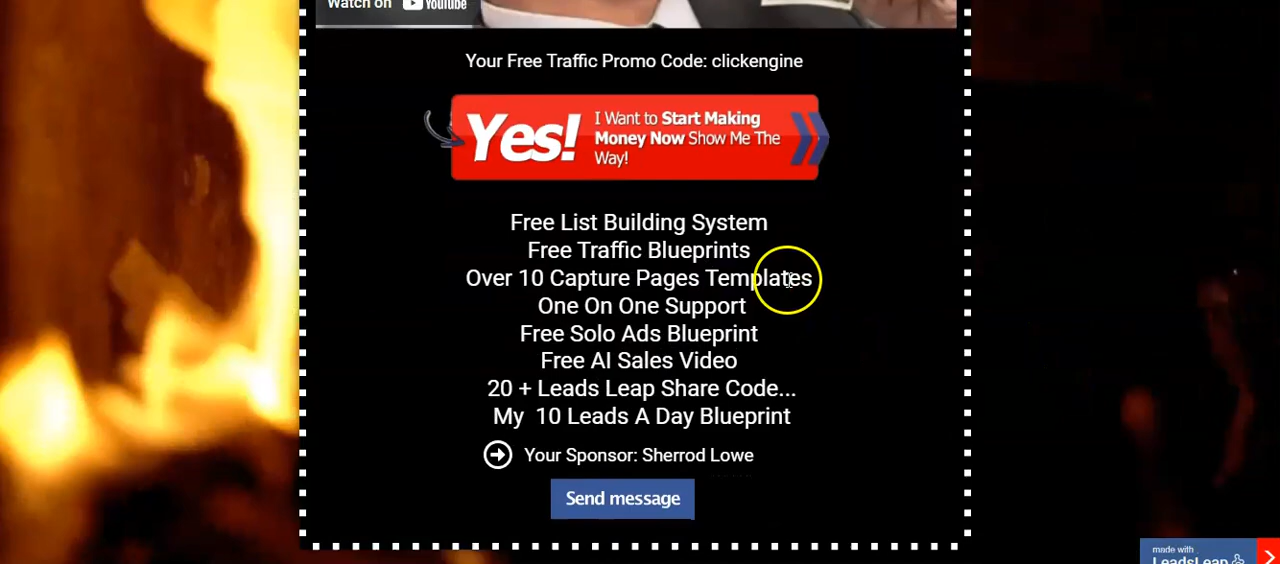 Watch on YouTube
Your Free Traffic Promo Code: clickengine
Yes!
I Want to Start Making
Money Now Show Me The
Way!
Free List Building System
Free Traffic Blueprints
Over 10 Capture Pages Templates
One On One Support
Free Solo Ads Blueprint
Free AI Sales Video
20 + Leads Leap Share Code...
My 10 Leads A Day Blueprint
Your Sponsor: Sherrod Lowe
Send message
made with
LeadsLeap